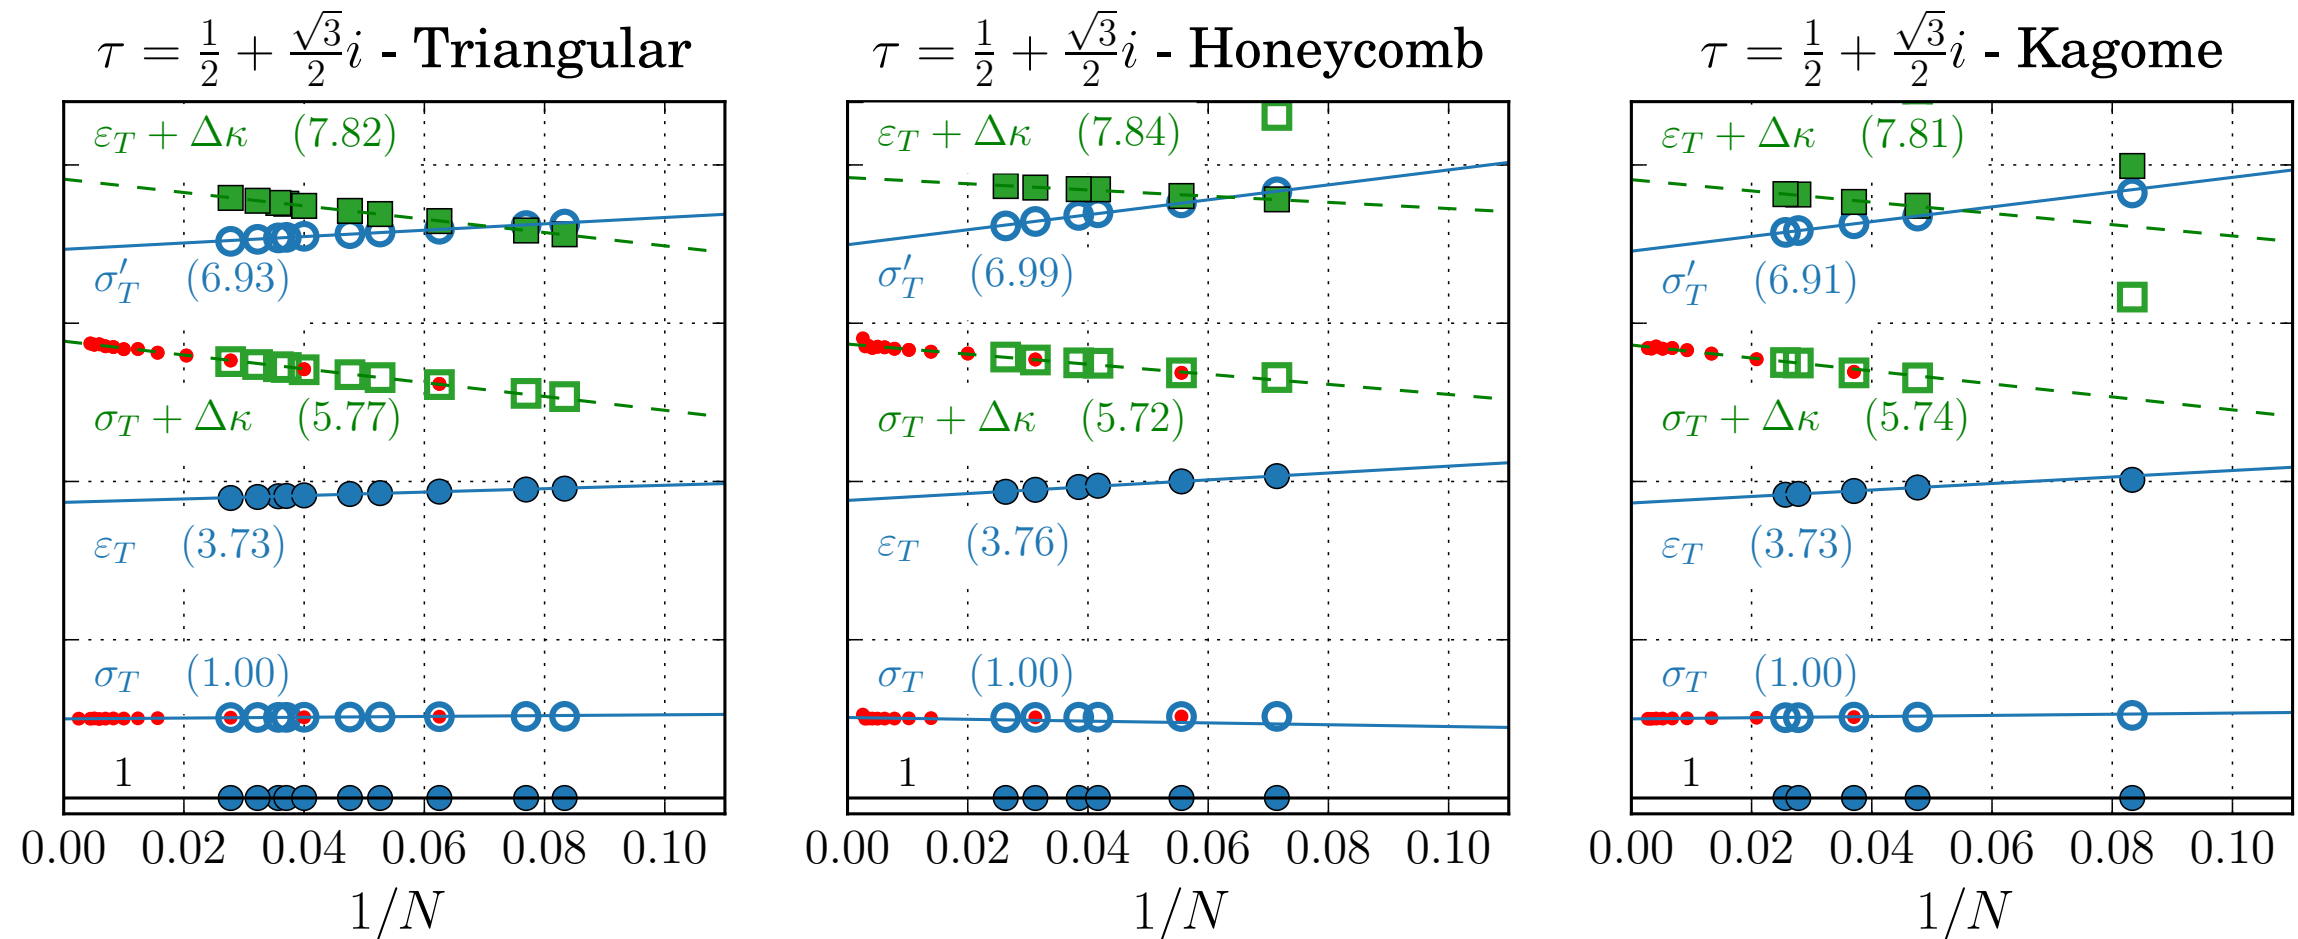 τ = 1/2 + √3/2 i - Triangular
ε_T + Δκ (7.82)
σ′_T (6.93)
σ_T + Δκ (5.77)
ε_T (3.73)
σ_T (1.00)
1
0.00 0.02 0.04 0.06 0.08 0.10
1/N
τ = 1/2 + √3/2 i - Honeycomb
ε_T + Δκ (7.84)
σ′_T (6.99)
σ_T + Δκ (5.72)
ε_T (3.76)
σ_T (1.00)
1
0.00 0.02 0.04 0.06 0.08 0.10
1/N
τ = 1/2 + √3/2 i - Kagome
ε_T + Δκ (7.81)
σ′_T (6.91)
σ_T + Δκ (5.74)
ε_T (3.73)
σ_T (1.00)
1
0.00 0.02 0.04 0.06 0.08 0.10
1/N